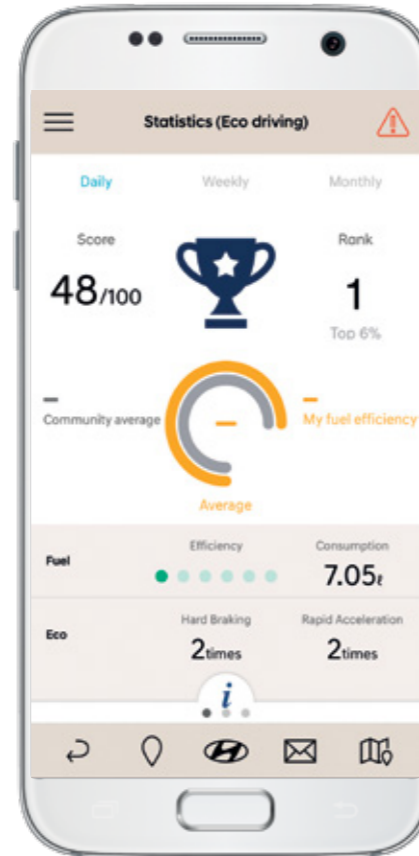 Statistics (Eco driving)
Daily Weekly Monthly
Score Rank
48/100 1
Top 6%
Community average – My fuel efficiency
Average
Fuel Efficiency Consumption
7.05ℓ
Eco Hard Braking Rapid Acceleration
2times 2times
i